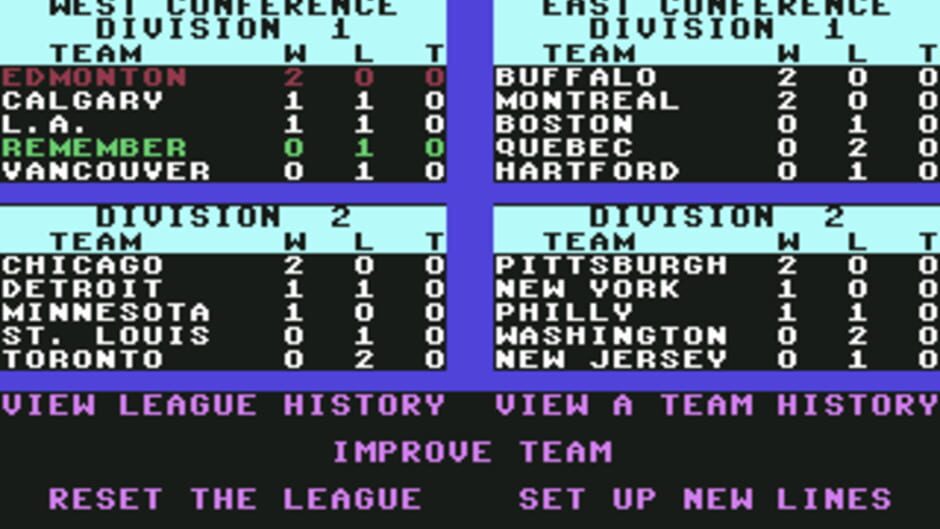 WEST CONFERENCE
DIVISION 1
TEAM W L T
EDMONTON 2 0 0
CALGARY 1 1 0
L.A. 1 1 0
REMEMBER 0 1 0
VANCOUVER 0 1 0
EAST CONFERENCE
DIVISION 1
TEAM W L T
BUFFALO 2 0 0
MONTREAL 2 0 0
BOSTON 0 1 0
QUEBEC 0 2 0
HARTFORD 0 1 0
DIVISION 2
TEAM W L T
CHICAGO 2 0 0
DETROIT 1 1 0
MINNESOTA 1 0 0
ST. LOUIS 0 1 0
TORONTO 0 2 0
DIVISION 2
TEAM W L T
PITTSBURGH 2 0 0
NEW YORK 1 0 0
PHILLY 1 1 0
WASHINGTON 0 2 0
NEW JERSEY 0 1 0
VIEW LEAGUE HISTORY
VIEW A TEAM HISTORY
IMPROVE TEAM
RESET THE LEAGUE
SET UP NEW LINES